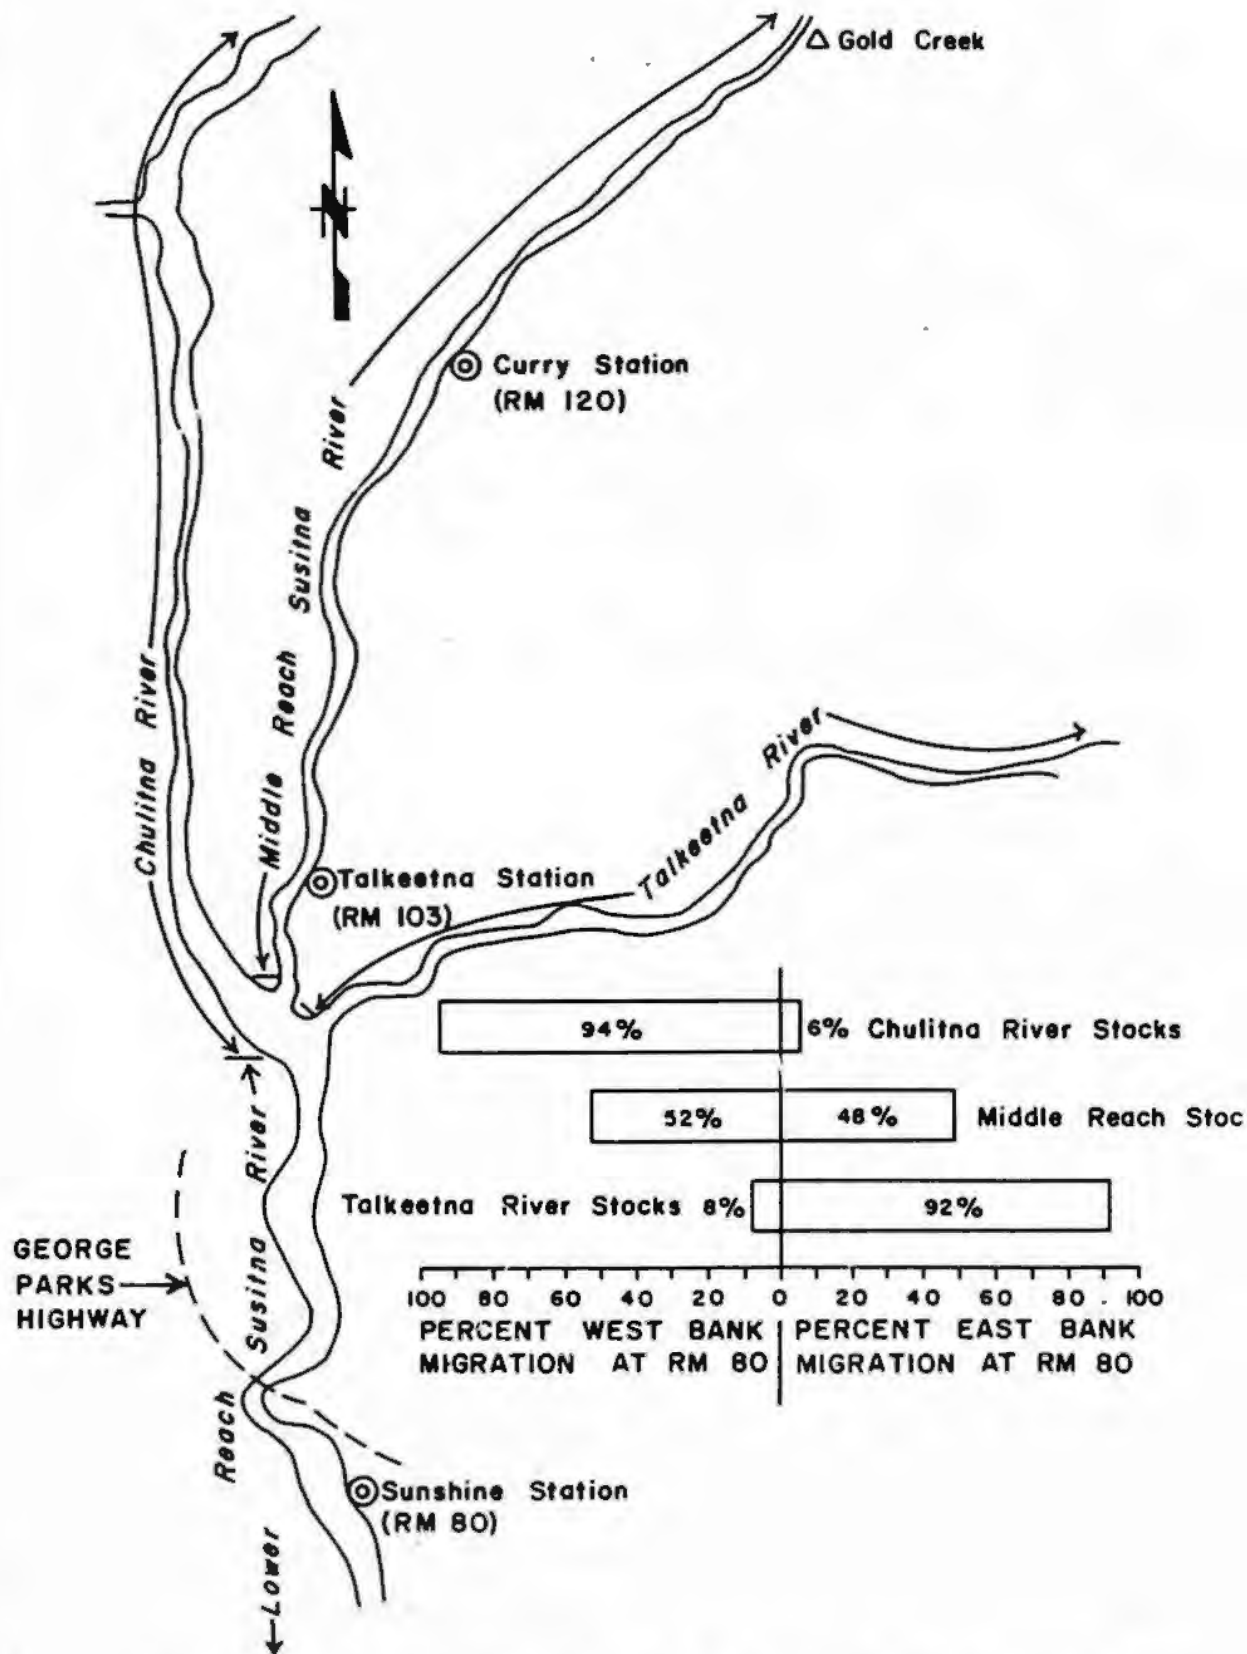 Gold Creek
N
Curry Station
(RM 120)
Middle Reach Susitna River
Chulitna River
Talkeetna River
Talkeetna Station
(RM 103)
94%
6% Chulitna River Stocks
52%
48%
Middle Reach Stoc
Talkeetna River Stocks 8%
92%
100 80 60 40 20 0 20 40 60 80 100
PERCENT WEST BANK
MIGRATION AT RM 80
PERCENT EAST BANK
MIGRATION AT RM 80
GEORGE
PARKS
HIGHWAY
Lower Reach Susitna River
Sunshine Station
(RM 80)